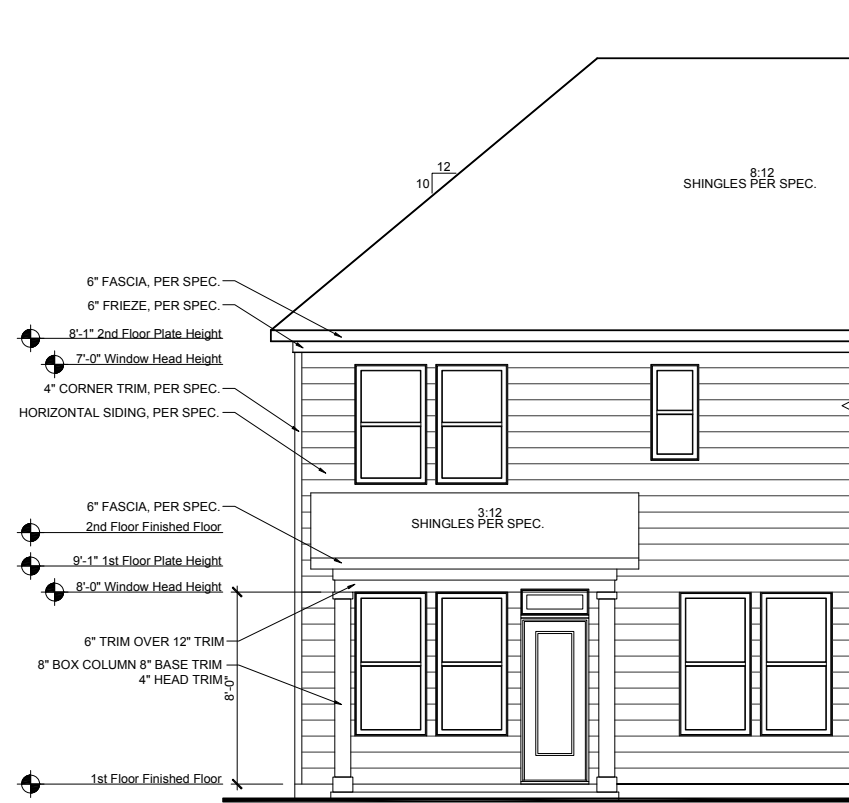 12
10
8:12
SHINGLES PER SPEC.
6" FASCIA, PER SPEC.
6" FRIEZE, PER SPEC.
8'-1" 2nd Floor Plate Height
7'-0" Window Head Height
4" CORNER TRIM, PER SPEC.
HORIZONTAL SIDING, PER SPEC.
6" FASCIA, PER SPEC.
3:12
SHINGLES PER SPEC.
2nd Floor Finished Floor
9'-1" 1st Floor Plate Height
8'-0" Window Head Height
6" TRIM OVER 12" TRIM
8" BOX COLUMN 8" BASE TRIM
4" HEAD TRIM
8'-0"
1st Floor Finished Floor